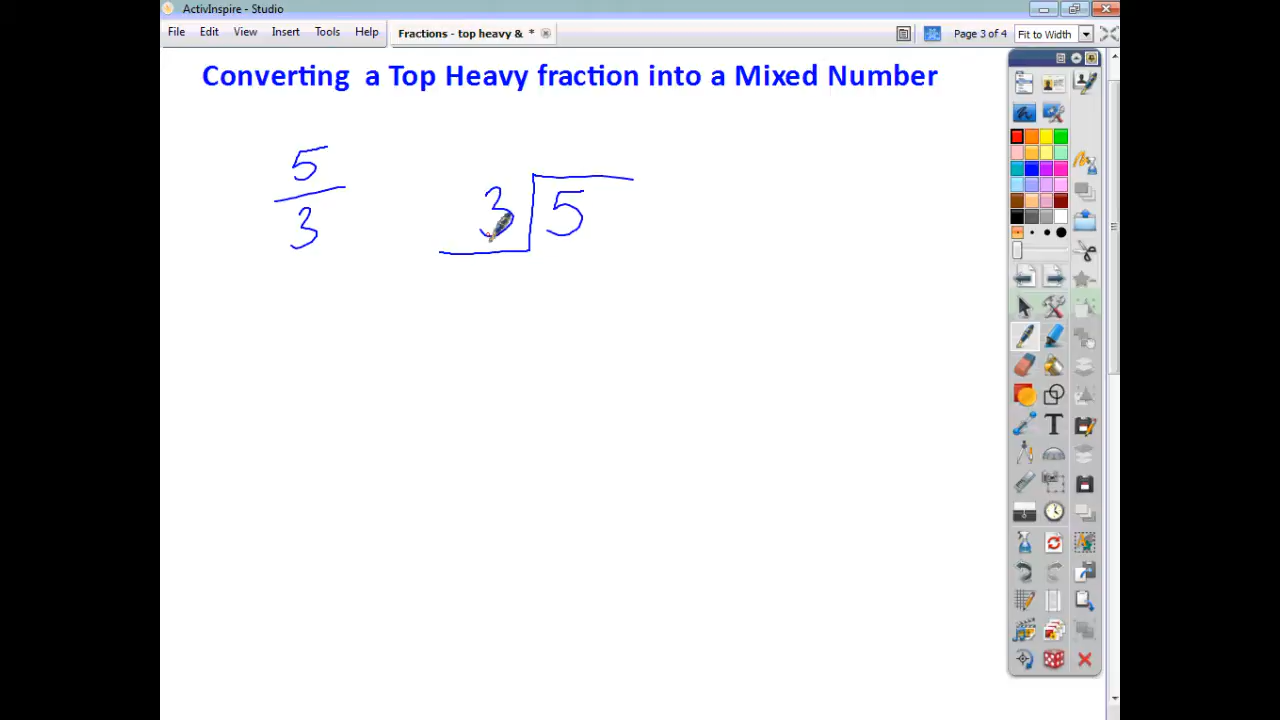 ActivInspire - Studio
File Edit View Insert Tools Help
Fractions - top heavy & *
Page 3 of 4
Fit to Width
Converting a Top Heavy fraction into a Mixed Number
5
3
3 5